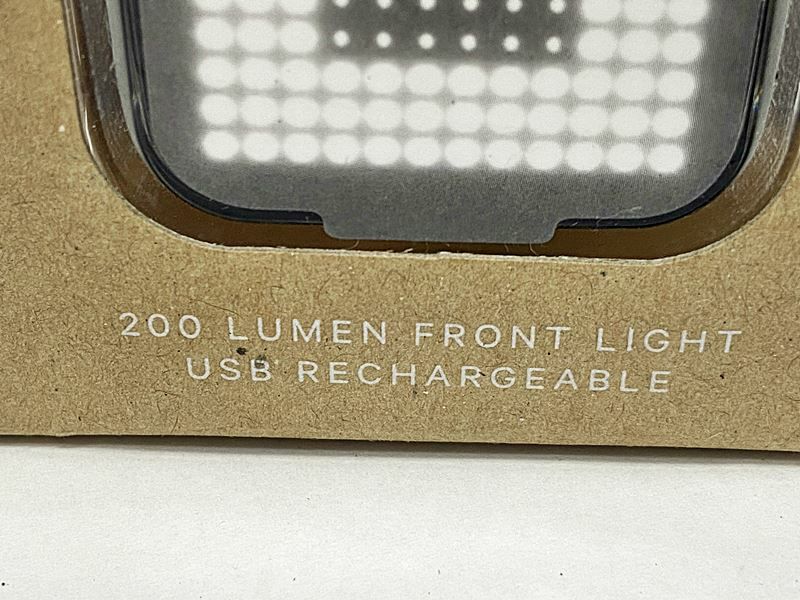 200 LUMEN FRONT LIGHT
USB RECHARGEABLE